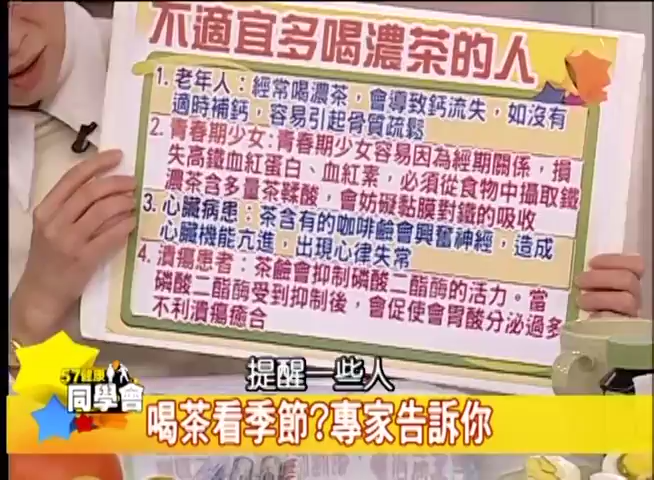 不適宜多喝濃茶的人
1. 老年人：經常喝濃茶，會導致鈣流失，如沒有
適時補鈣，容易引起骨質疏鬆
2. 青春期少女：青春期少女容易因為經期關係，損
失高鐵血紅蛋白、血紅素，必須從食物中攝取鐵
濃茶含多量茶鞣酸，會妨礙黏膜對鐵的吸收
3. 心臟病患：茶含有的咖啡鹼會興奮神經，造成
心臟機能亢進，出現心律失常
4. 潰瘍患者：茶鹼會抑制磷酸二酯酶的活力。當
磷酸二酯酶受到抑制後，會促使會胃酸分泌過多
不利潰瘍癒合
提醒一些人
57健康
同學會
喝茶看季節?專家告訴你